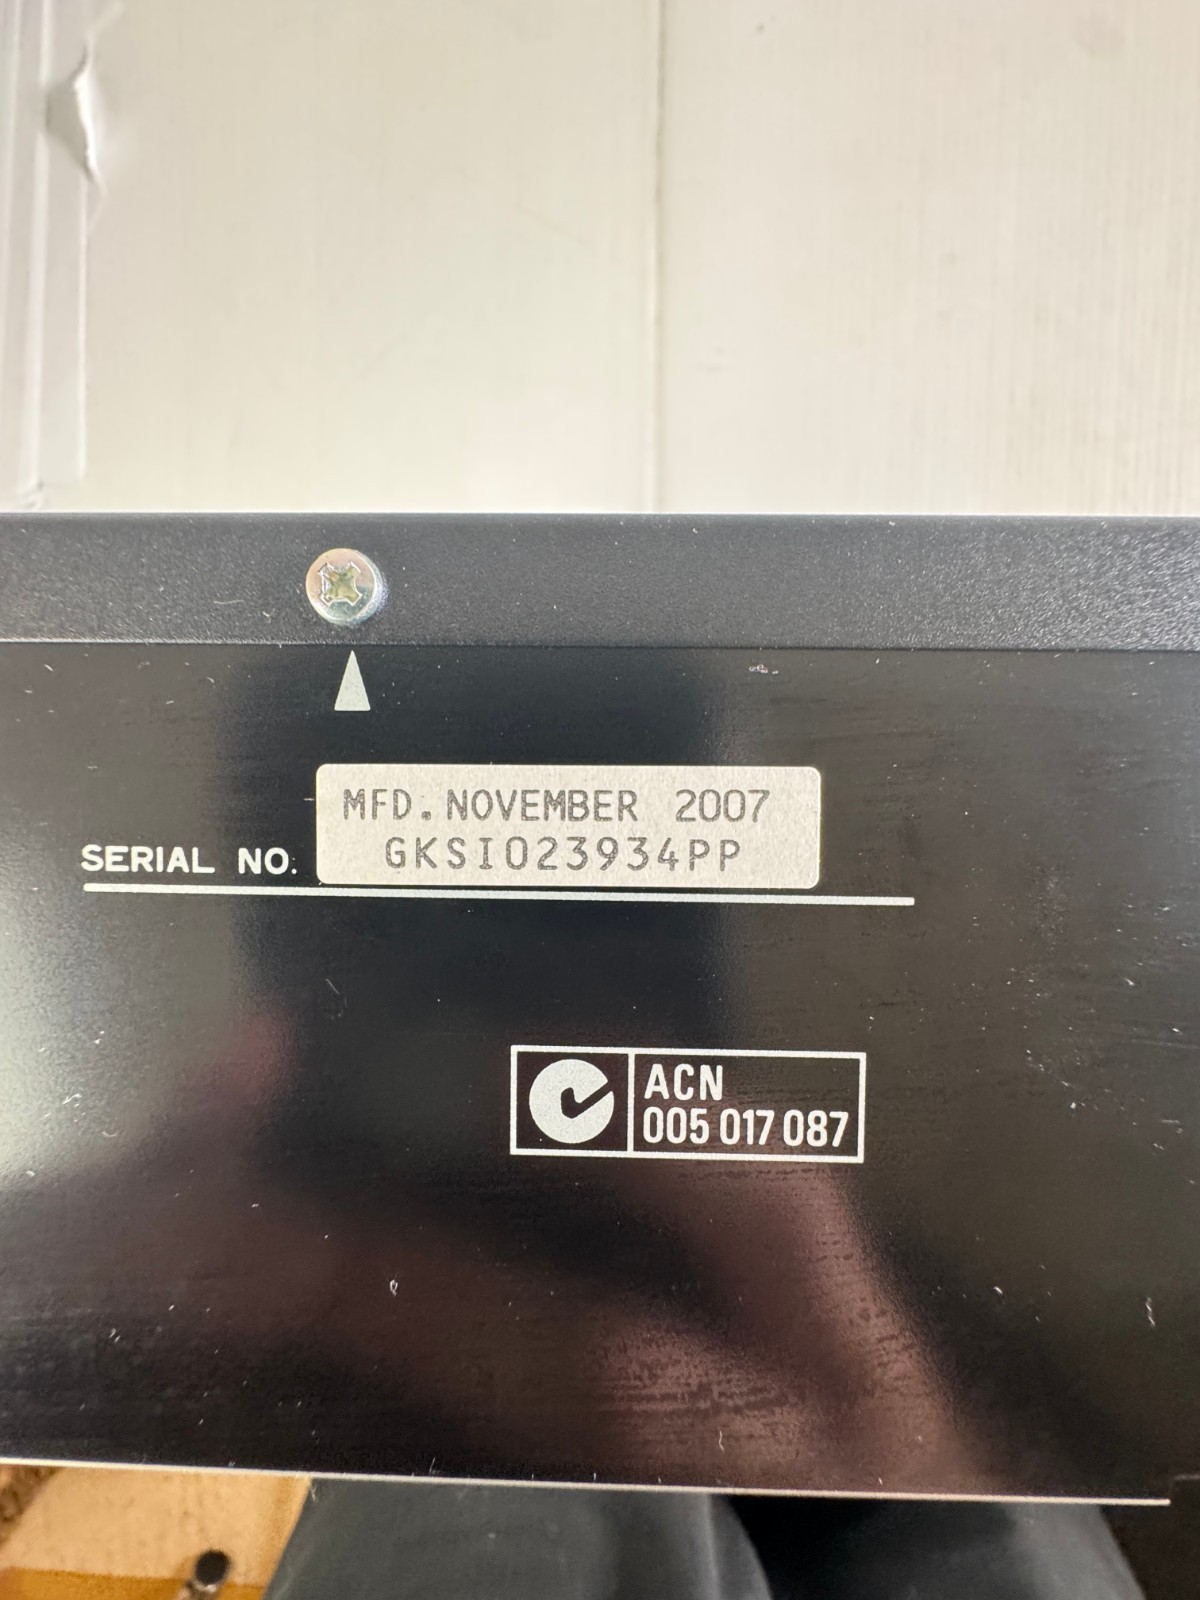 MFD. NOVEMBER 2007
SERIAL NO. GKSI023934PP
ACN
005 017 087